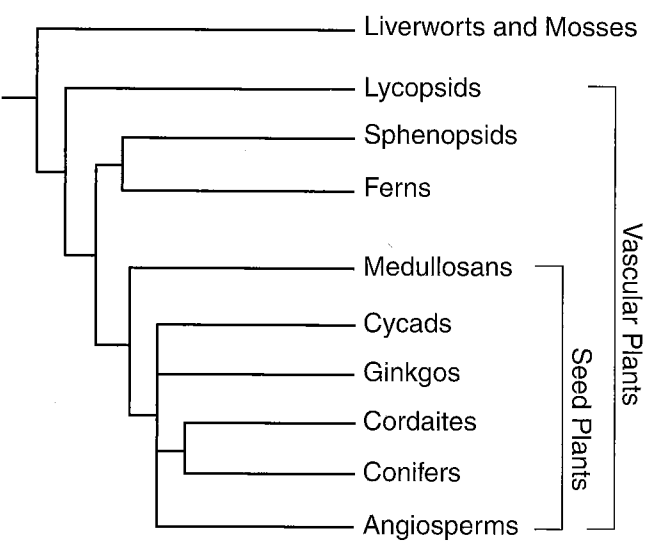 Liverworts and Mosses
Lycopsids
Sphenopsids
Ferns
Medullosans
Cycads
Ginkgos
Cordaites
Conifers
Angiosperms
Seed Plants
Vascular Plants